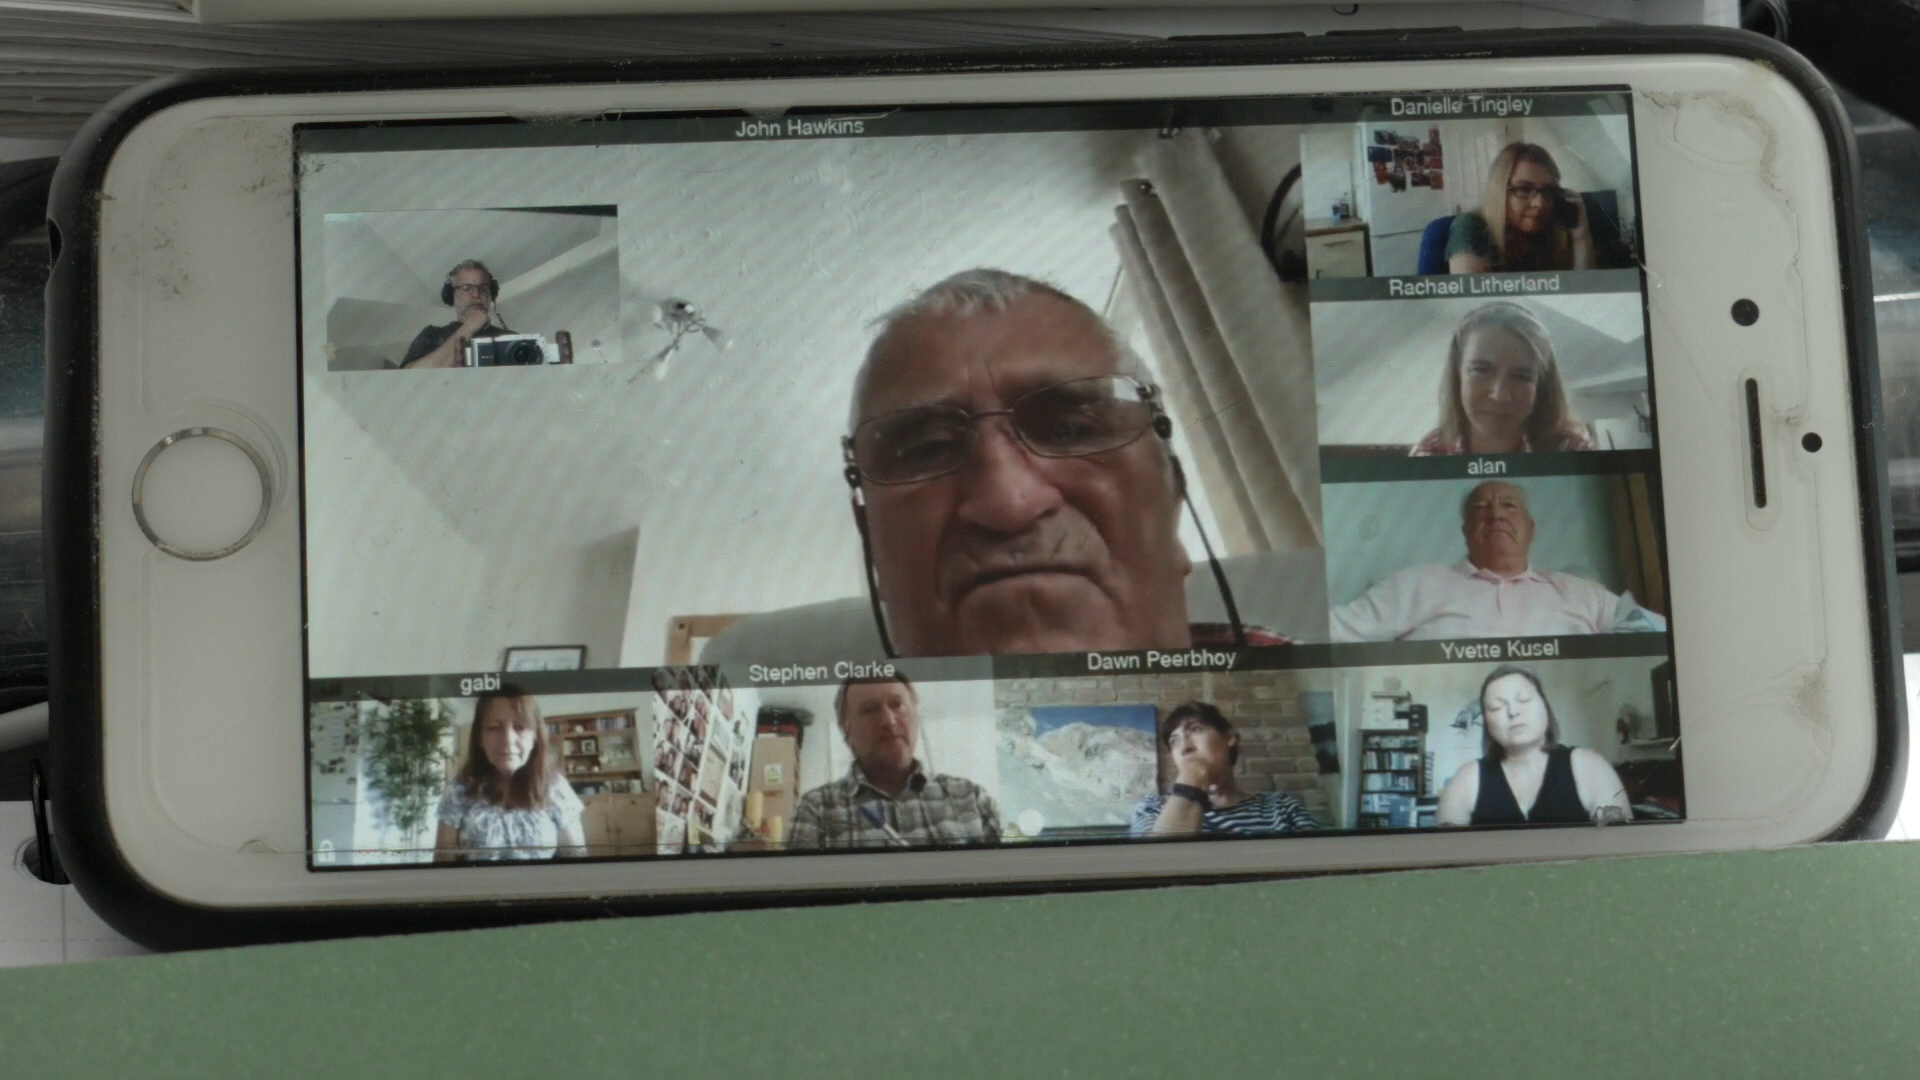 John Hawkins
Danielle Tingley
Rachael Litherland
alan
gabi
Stephen Clarke
Dawn Peerbhoy
Yvette Kusel